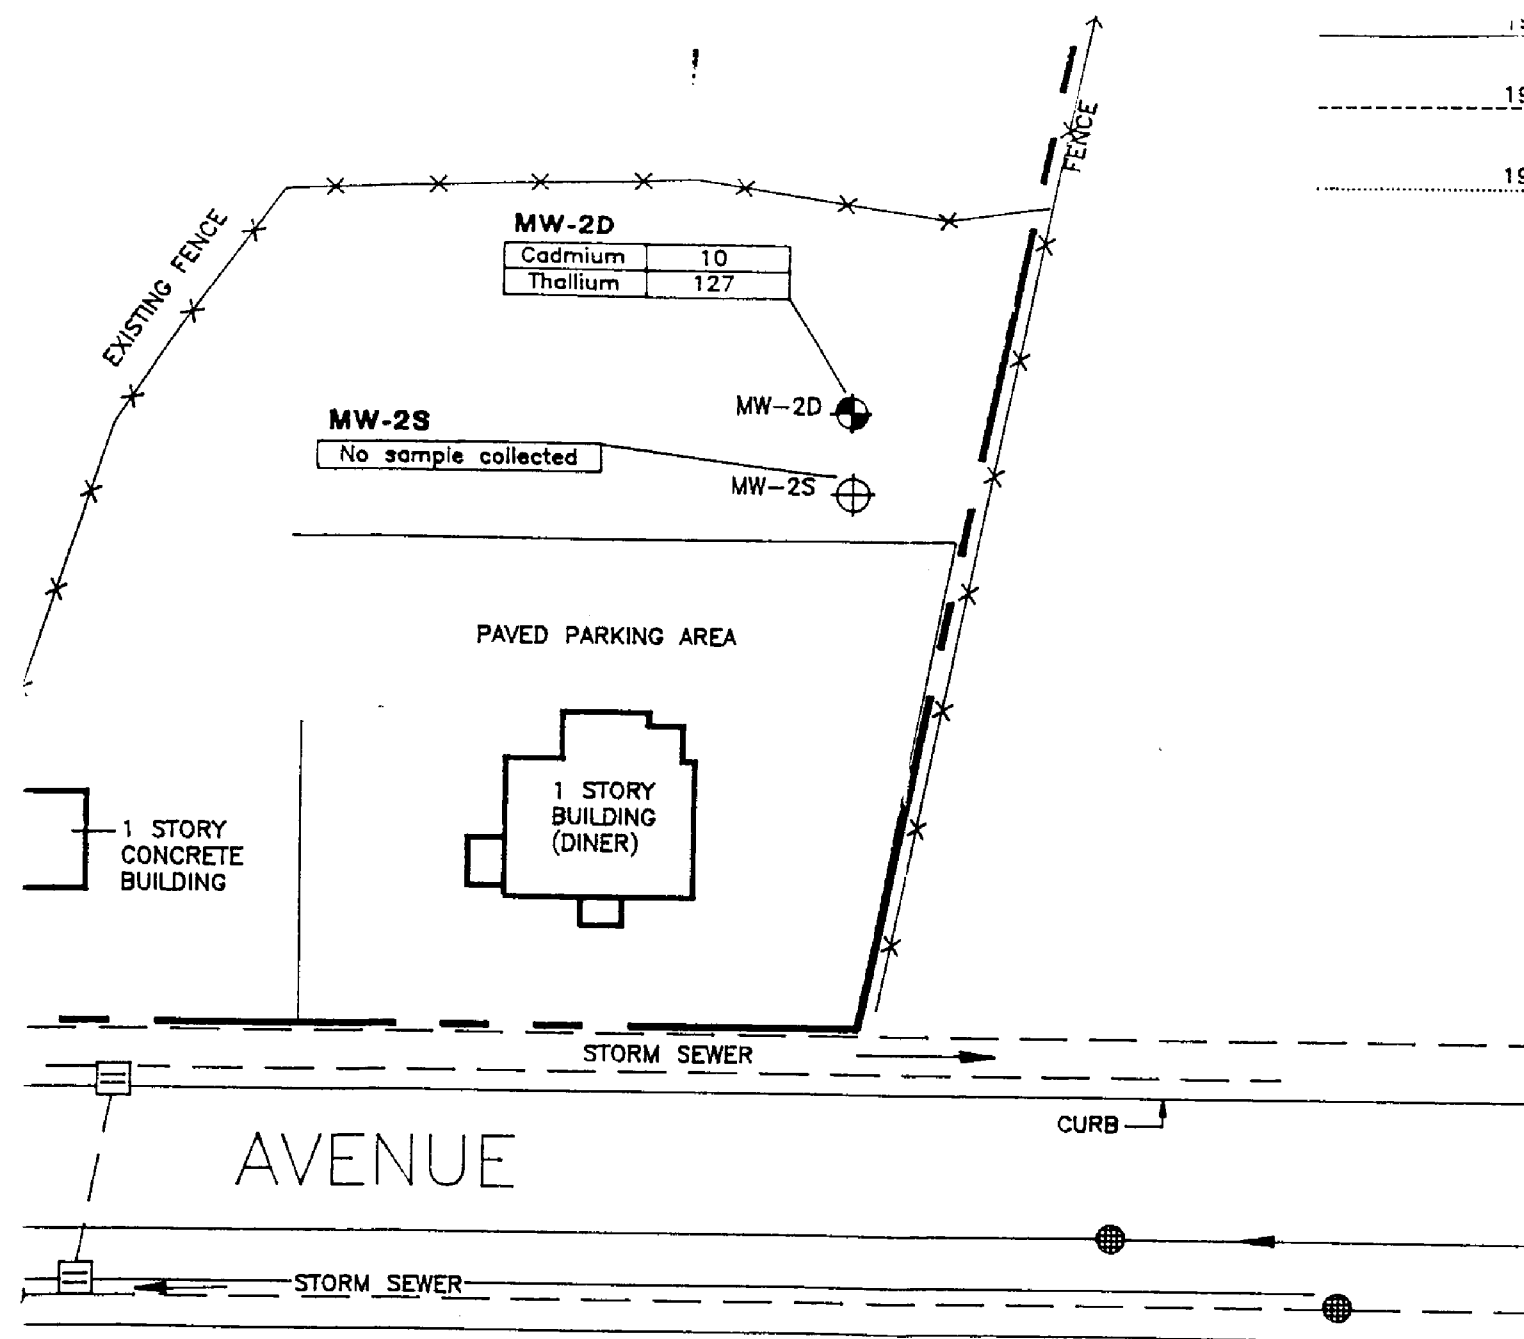 FENCE
MW-2D
Cadmium 10
Thallium 127
EXISTING FENCE
MW-2D
MW-2S
No sample collected
MW-2S
PAVED PARKING AREA
1 STORY
BUILDING
(DINER)
1 STORY
CONCRETE
BUILDING
STORM SEWER
CURB
AVENUE
STORM SEWER